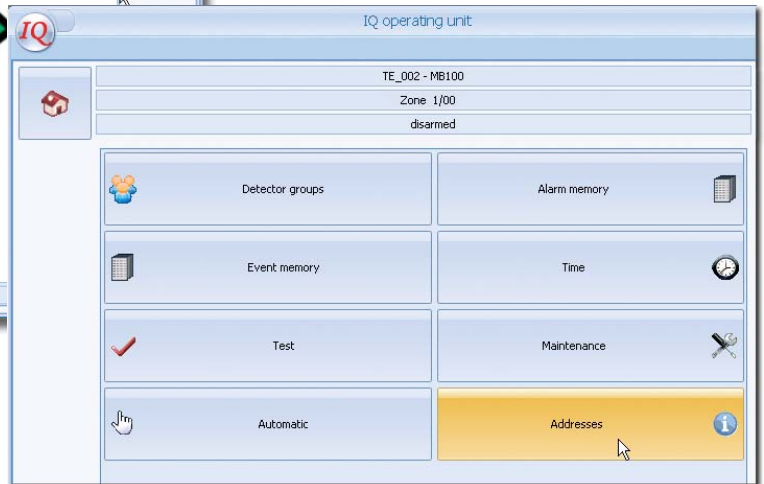 IQ
IQ operating unit
TE_002 - MB100
Zone 1/00
disarmed
Detector groups
Alarm memory
Event memory
Time
Test
Maintenance
Automatic
Addresses